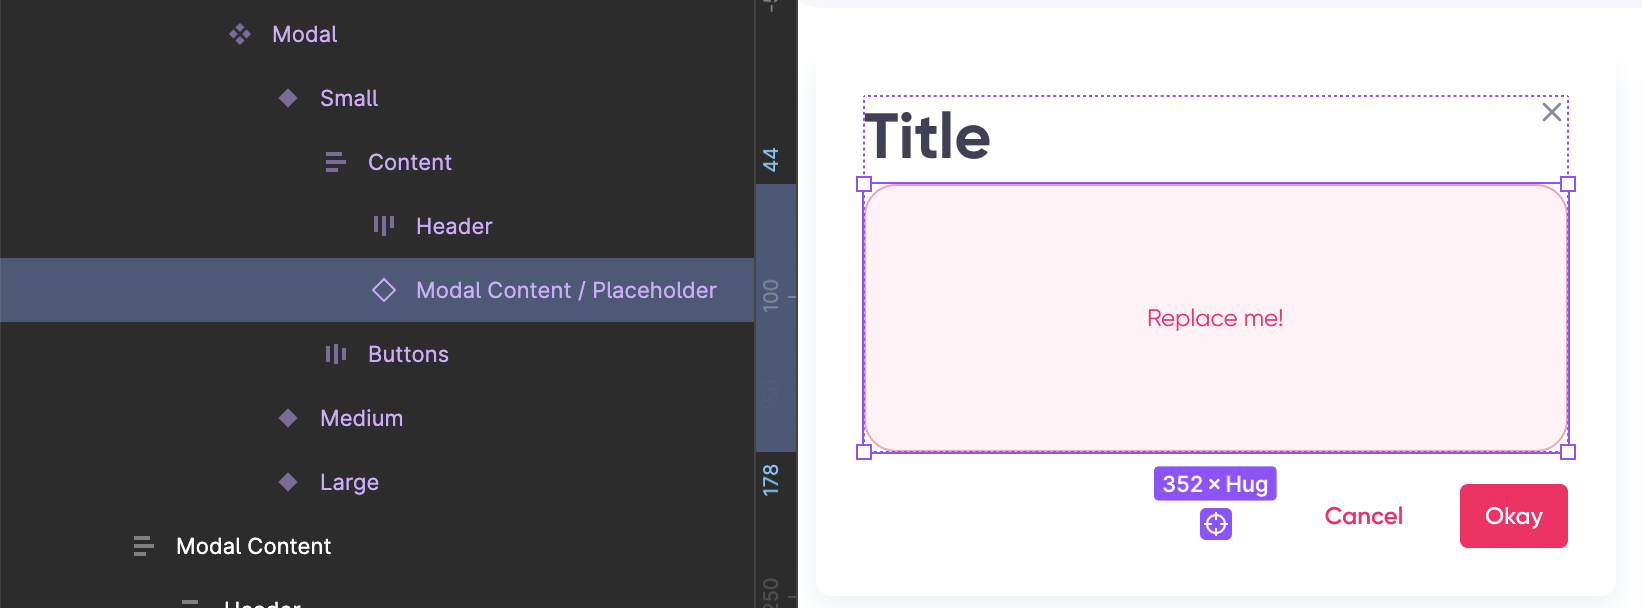 Modal
Small
Content
Header
Modal Content / Placeholder
Buttons
Medium
Large
Modal Content
Header
44
100
178
250
Title
Replace me!
352 × Hug
Cancel
Okay